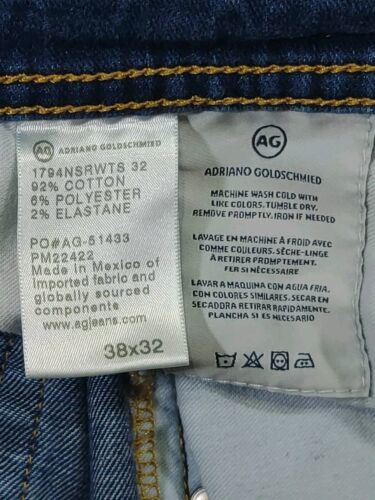 AG ADRIANO GOLDSCHMIED
1794NSRWTS 32
92% COTTON
6% POLYESTER
2% ELASTANE
PO#AG-51433
PM22422
Made in Mexico of
Imported fabric and
globally sourced
components
www.agjeans.com
38x32
AG
ADRIANO GOLDSCHMIED
MACHINE WASH COLD WITH
LIKE COLORS. TUMBLE DRY.
REMOVE PROMPTLY. IRON IF NEEDED
LAVAGE EN MACHINE À FROID AVEC
COMME COULEURS. SÈCHE-LINGE
À RETIRER PROMPTEMENT.
FER SI NÉCESSAIRE
LAVAR A MAQUINA CON AGUA FRIA.
CON COLORES SIMILARES. SECAR EN
SECADORA RETIRAR PROMPTAMENTE.
PLANCHA SI ES NECESARIO